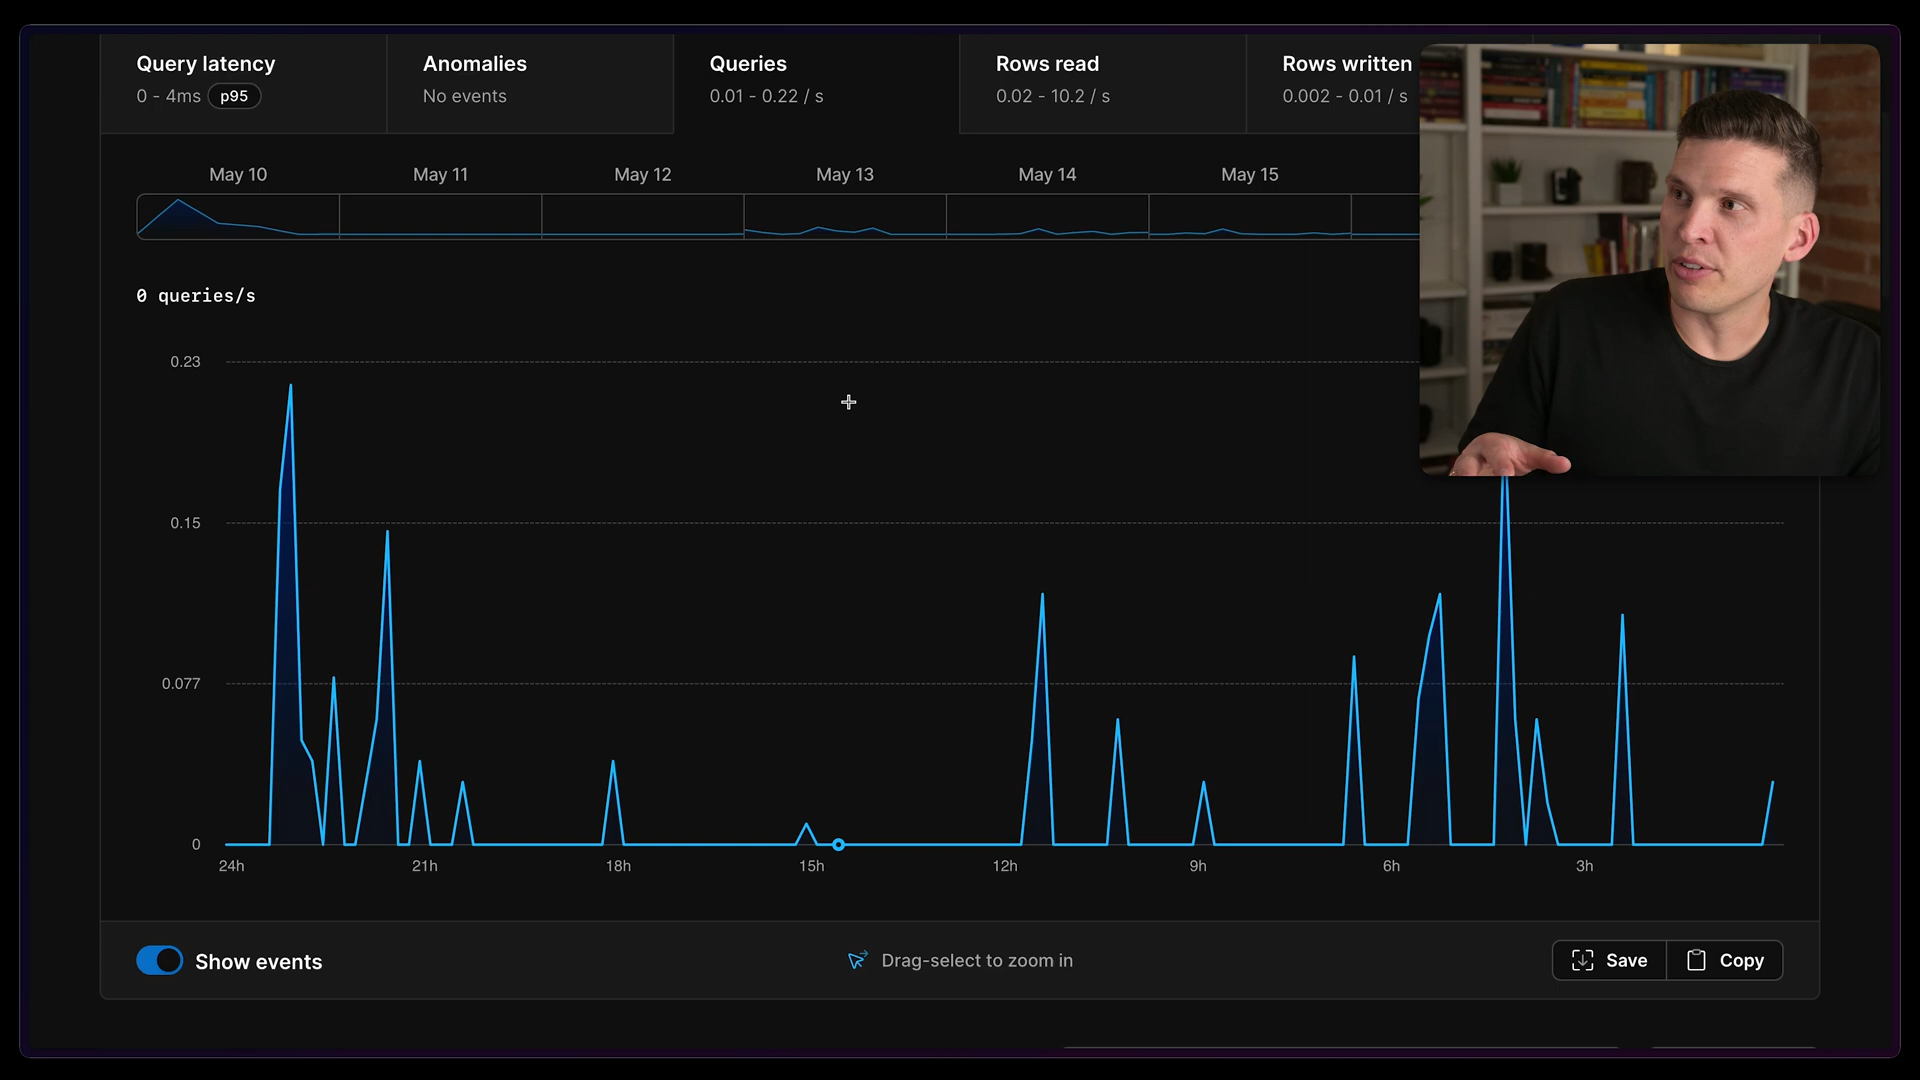 Query latency
0 - 4ms p95
Anomalies
No events
Queries
0.01 - 0.22 / s
Rows read
0.02 - 10.2 / s
Rows written
0.002 - 0.01 / s
May 10
May 11
May 12
May 13
May 14
May 15
0 queries/s
0.23
0.15
0.077
0
24h
21h
18h
15h
12h
9h
6h
3h
Show events
Drag-select to zoom in
Save
Copy